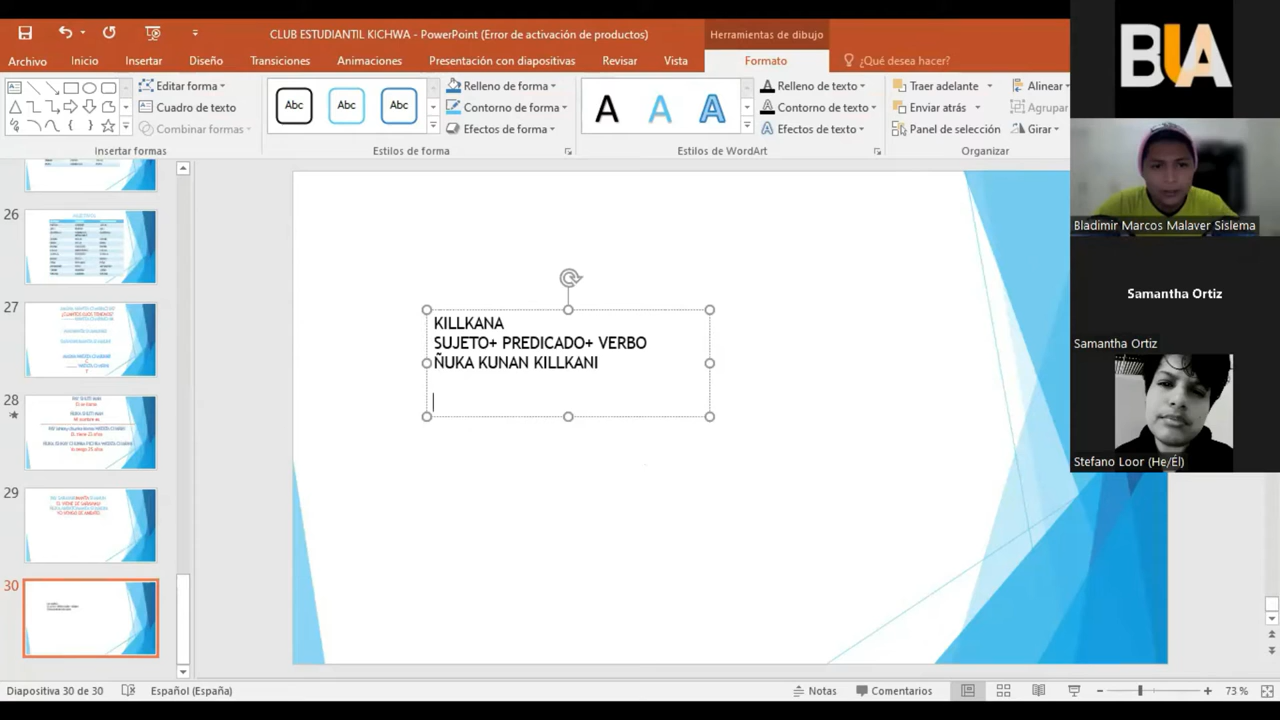 CLUB ESTUDIANTIL KICHWA - PowerPoint (Error de activación de productos)
Herramientas de dibujo
Archivo
Inicio
Insertar
Diseño
Transiciones
Animaciones
Presentación con diapositivas
Revisar
Vista
Formato
¿Qué desea hacer?
Editar forma
Cuadro de texto
Combinar formas
Insertar formas
Abc
Abc
Abc
Relleno de forma
Contorno de forma
Efectos de forma
Estilos de forma
A
A
A
Relleno de texto
Contorno de texto
Efectos de texto
Estilos de WordArt
Traer adelante
Enviar atrás
Panel de selección
Alinear
Agrupar
Girar
Organizar
BUA
Bladimir Marcos Malaver Sislema
Samantha Ortiz
Samantha Ortiz
Stefano Loor (He/Él)
26
27
28
29
30
KILLKANA
SUJETO+ PREDICADO+ VERBO
ÑUKA KUNAN KILLKANI
Diapositiva 30 de 30
Español (España)
Notas
Comentarios
73 %